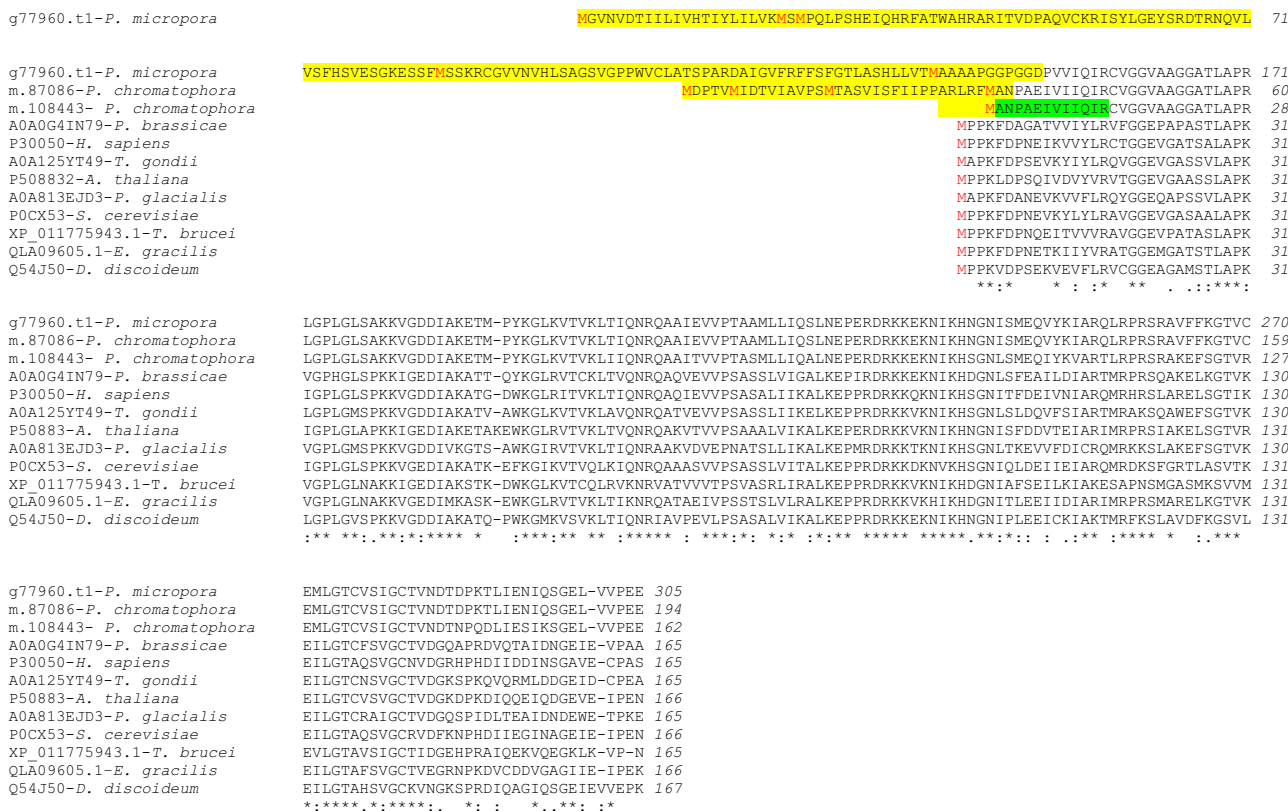 g77960.t1-P. micropora MGVNVDTIILIVHTIYLILVKMSMPQLPSHEIQHRFATWAHRARITVDPAQVCKRISYLGEYSRDTRNQVL 71
g77960.t1-P. micropora VSFHSVESGKESSFMSSKRCGVVNVHLSAGSVGPPWVCLATSPARDAIGVFRFFSFGTLASHLLVTMAAAAPGGPGGDPVVIQIRCVGGVAAGGATLAPR 171
m.87086-P. chromatophora MDPTVMIDTVIAVPSMTASVISFIIPPARLRFMANPAEIVIIQIRCVGGVAAGGATLAPR 60
m.108443- P. chromatophora MANPAEIVIIQIRCVGGVAAGGATLAPR 28
A0A0G4IN79-P. brassicae MPPKFDAGATVVIYLRVFGGEPAPASTLAPK 31
P30050-H. sapiens MPPKFDPNEIKVVYLRCTGGEVGATSALAPK 31
A0A125YT49-T. gondii MAPKFDPSEVKYIYLRQVGGEVGASSVLAPK 31
P508832-A. thaliana MPPKLDPSQIVDVYVRVTGGEVGAASSLAPK 31
A0A813EJD3-P. glacialis MAPKFDANEVKVVFLRQYGGEQAPSSVLAPK 31
P0CX53-S. cerevisiae MPPKFDPNEVKYLYLRAVGGEVGASAALAPK 31
XP_011775943.1-T. brucei MPPKFDPNQEITVVVRAVGGEVPATASLAPK 31
QLA09605.1-E. gracilis MPPKFDPNETKIIYVRATGGEMGATSTLAPK 31
Q54J50-D. discoideum MPPKVDPSEKVEVFLRVCGGEAGAMSTLAPK 31
**:* * : :* ** . .::***:
g77960.t1-P. micropora LGPLGLSAKKVGDDIAKETM-PYKGLKVTVKLTIQNRQAAIEVVPTAAMLLIQSLNEPERDRKKEKNIKHNGNISMEQVYKIARQLRPRSRAVFFKGTVC 270
m.87086-P. chromatophora LGPLGLSAKKVGDDIAKETM-PYKGLKVTVKLTIQNRQAAIEVVPTAAMLLIQSLNEPERDRKKEKNIKHNGNISMEQVYKIARQLRPRSRAVFFKGTVC 159
m.108443- P. chromatophora LGPLGLSAKKVGDDIAKETM-PYKGLKVTVKLIIQNRQAAITVVPTASMLLIQALNEPERDRKKEKNIKHSGNLSMEQIYKVARTLRPRSRAKEFSGTVR 127
A0A0G4IN79-P. brassicae VGPHGLSPKKIGEDIAKATT-QYKGLRVTCKLTVQNRQAQVEVVPSASSLVIGALKEPIRDRKKEKNIKHDGNLSFEAILDIARTMRPRSQAKELKGTVK 130
P30050-H. sapiens IGPLGLSPKKVGDDIAKATG-DWKGLRITVKLTIQNRQAQIEVVPSASALIIKALKEPPRDRKKQKNIKHSGNITFDEIVNIARQMRHRSLARELSGTIK 130
A0A125YT49-T. gondii LGPLGMSPKKVGDDIAKATV-AWKGLKVTVKLAVQNRQATVEVVPSASSLIIKELKEPPRDRKKVKNIKHSGNLSLDQVFSIARTMRAKSQAWEFSGTVK 130
P50883-A. thaliana IGPLGLAPKKIGEDIAKETAKEWKGLRVTVKLTVQNRQAKVTVVPSAAALVIKALKEPPRDRKKVKNIKHNGNISFDDVTEIARIMRPRSIAKELSGTVR 131
A0A813EJD3-P. glacialis VGPLGMSPKKVGDDIVKGTS-AWKGIRVTVKLTIQNRQAAKVDVEPNATSLLIKALKEPMRDRKKTKNIKHSGNLTKEVVFDICRQMRKKSLAKEFSGTVK 130
P0CX53-S. cerevisiae IGPLGLSPKKVGEDIAKATK-EFKGIKVTVQLKIQNRQAAASVVPSASSLVITALKEPPRDRKKDKNVKHSGNIQLDEIIEIARQMRDKSFGRTLASVTK 131
XP_011775943.1-T. brucei VGPLGLNAKKIGEDIAKSTK-DWKGLKVTCQLRVKNRVATVVVTPSVASRLIRALKEPPRDRKKVKNIKHDGNIAFSEILKIAKESAPNSMGASMKSVVM 131
QLA09605.1-E. gracilis VGPLGLNAKKVGEDIMKASK-EWKGLRVTVKLTIKNRQATAEIVPSSTSLVLRALKEPPRDRKKVKHIKHDGNITLEEIIDIARIMRPRSMARELKGTVK 131
Q54J50-D. discoideum LGPLGVSPKKVGDDIAKATQ-PWKGMKVSVKLTIQNRIAVPEVLPSASALVIKALKEPPRDRKKEKNIKHNGNIPLEEICKIAKTMRFKSLAVDFKGSVL 131
:** **:.**:*:**** * :***:** ** :***** : ***:*: *:** ***** *****.**:*:: : .:** :**** * :.***
g77960.t1-P. micropora EMLGTCVSIGCTVNDTDPKTLIENIQSGEL-VVPEE 305
m.87086-P. chromatophora EMLGTCVSIGCTVNDTDPKTLIENIQSGEL-VVPEE 194
m.108443- P. chromatophora EMLGTCVSIGCTVNDTNPQDLIESIKSGEL-VVPEE 162
A0A0G4IN79-P. brassicae EILGTCFSVGCTVDGQAPRDVQTAIDNGEIE-VPAA 165
P30050-H. sapiens EILGTAQSVGCNVDGRHPHDIIDDINSGAVE-CPAS 165
A0A125YT49-T. gondii EILGTCNSVGCTVDGKSPKQVQRMLDDGEID-CPEA 165
P50883-A. thaliana EILGTCVSVGCTVDGKDPKDIQQEIQDGEVE-IPEN 166
A0A813EJD3-P. glacialis EILGTCRAIGCTVDGQSPIDLTEAIDNDEWE-TPKE 165
P0CX53-S. cerevisiae EILGTAQSVGCRVDFKNPHDIIEGINAGEIE-IPEN 166
XP_011775943.1-T. brucei EVLGTAVSIGCTIDGEHPRAIQEKVQEGKLK-VP-N 165
QLA09605.1-E. gracilis EILGTAFSVGCTVEGRNPKDVCDDVGAGIIE-IPEK 166
Q54J50-D. discoideum EILGTAHSVGCKVNGKSPRDIQAGIQSGEIEVVEPK 167
*:****.*:****:. *: : *..**: :*